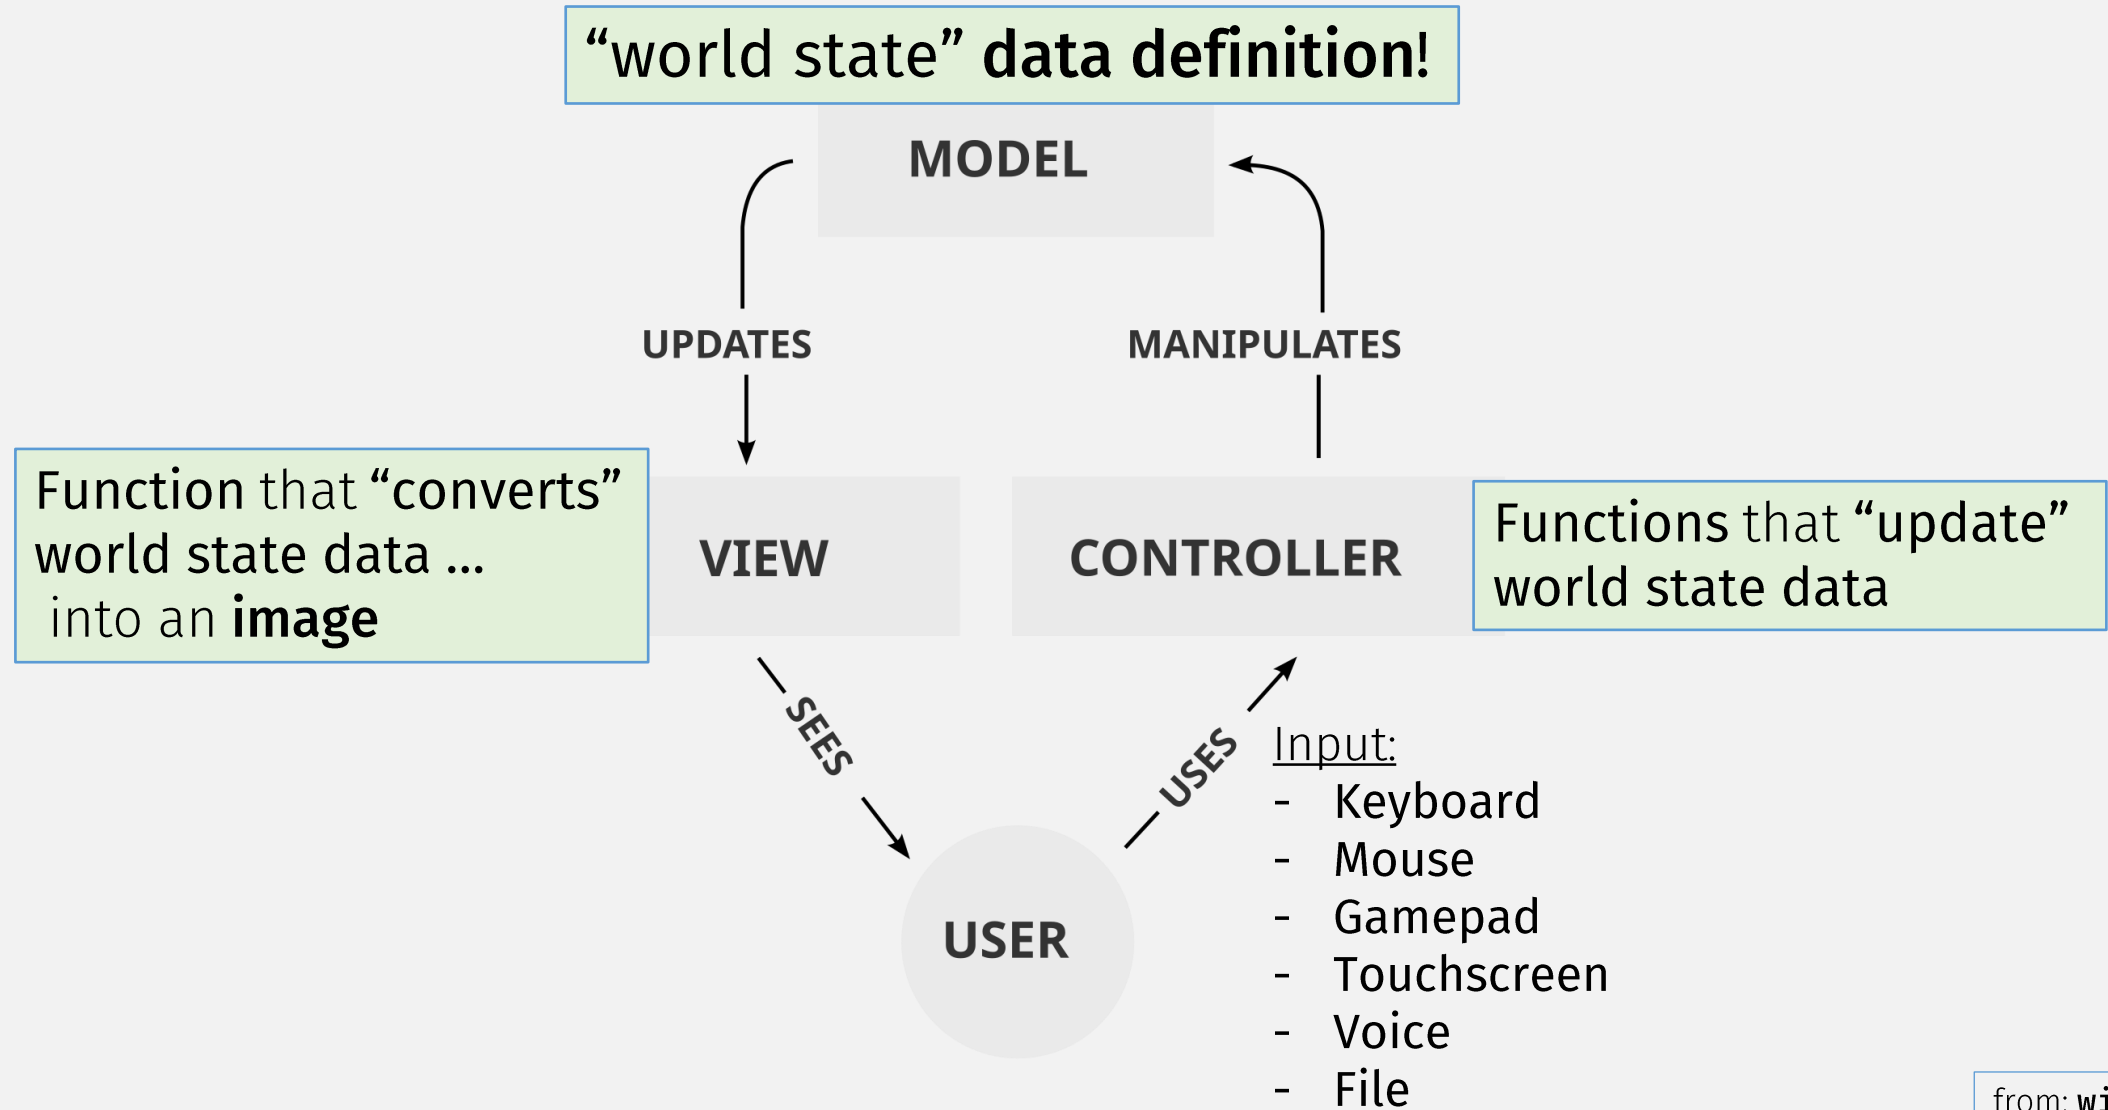 “world state” data definition!
MODEL
UPDATES
MANIPULATES
Function that “converts”
world state data ...
into an image
VIEW
CONTROLLER
Functions that “update”
world state data
SEES
USES
Input:
- Keyboard
- Mouse
- Gamepad
- Touchscreen
- Voice
- File
USER
from: